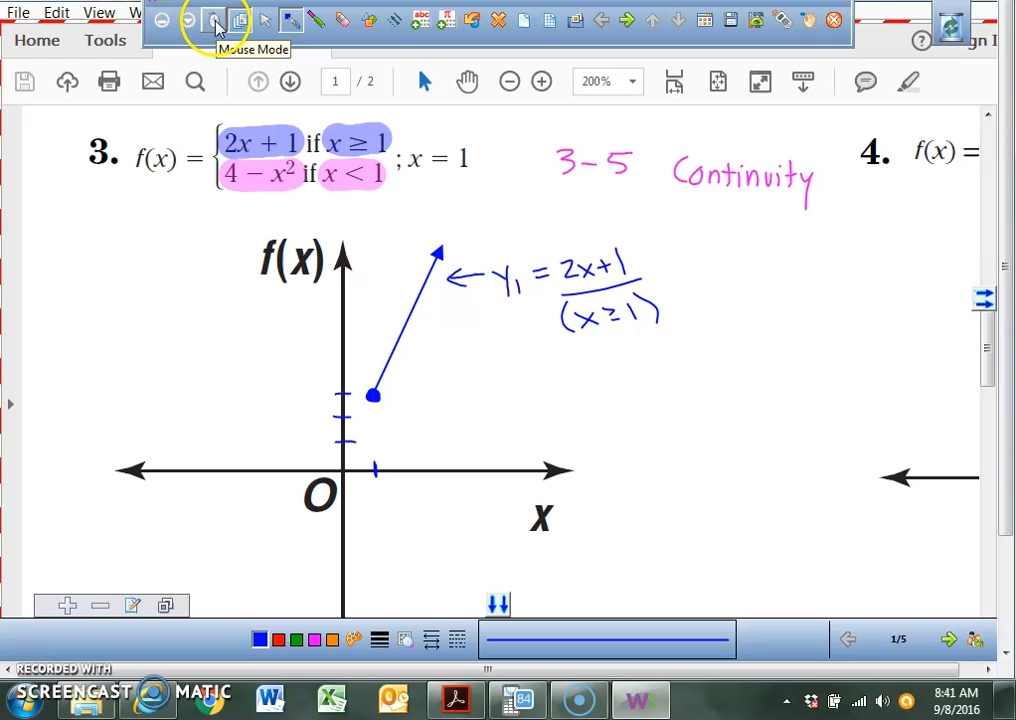 File Edit View W
Mouse Mode
Home Tools
1 / 2 200%
3. f(x) = { 2x + 1 if x ≥ 1
4 − x² if x < 1 ; x = 1
3-5 Continuity
4. f(x) =
f(x)
← y₁ = 2x+1
(x≥1)
O
x
1/5
RECORDED WITH
SCREENCAST MATIC
84
8:41 AM
9/8/2016